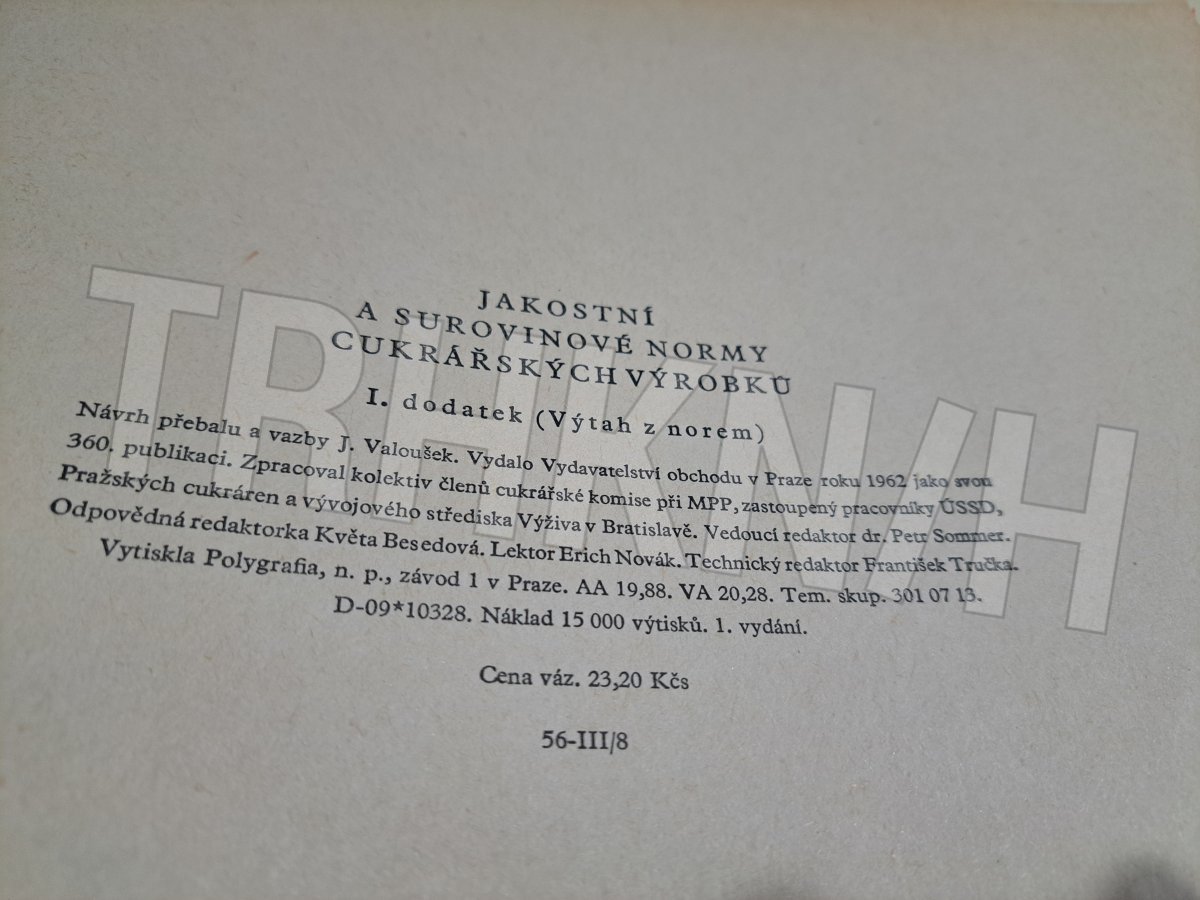 JAKOSTNÍ
A SUROVINOVÉ NORMY
CUKRÁŘSKÝCH VÝROBKŮ
I. dodatek (Výtah z norem)
Návrh přebalu a vazby J. Valoušek. Vydalo Vydavatelství obchodu v Praze roku 1962 jako svou
360. publikaci. Zpracoval kolektiv členů cukrářské komise při MPP, zastoupený pracovníky ÚSSD,
Pražských cukráren a vývojového střediska Výživa v Bratislavě. Vedoucí redaktor dr. Petr Sommer.
Odpovědná redaktorka Květa Besedová. Lektor Erich Novák. Technický redaktor František Tručka.
Vytiskla Polygrafia, n. p., závod 1 v Praze. AA 19,88. VA 20,28. Tem. skup. 301 07 13.
D-09*10328. Náklad 15 000 výtisků. 1. vydání.
Cena váz. 23,20 Kčs
56-III/8
TRHKNIH